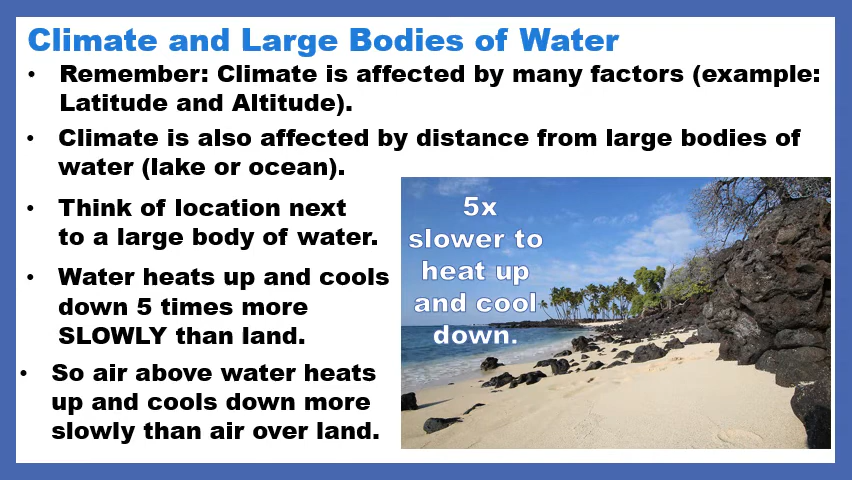 Climate and Large Bodies of Water
• Remember: Climate is affected by many factors (example:
Latitude and Altitude).
• Climate is also affected by distance from large bodies of
water (lake or ocean).
• Think of location next
to a large body of water.
• Water heats up and cools
down 5 times more
SLOWLY than land.
• So air above water heats
up and cools down more
slowly than air over land.
5x
slower to
heat up
and cool
down.